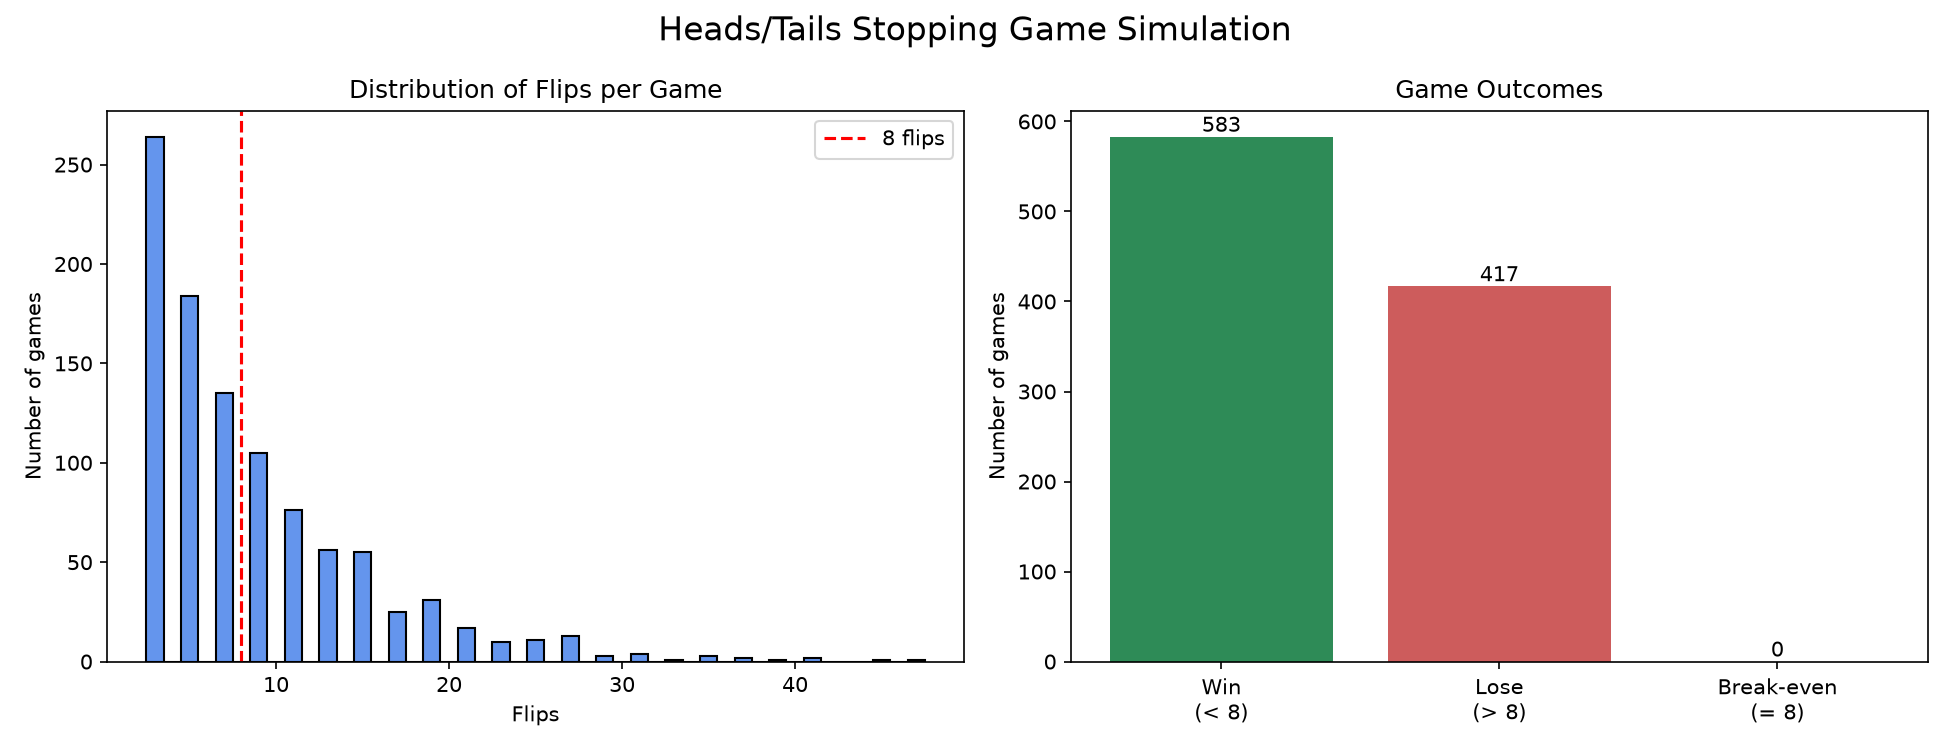 Heads/Tails Stopping Game Simulation
Distribution of Flips per Game
Number of games
250
200
150
100
50
0
8 flips
10
20
30
40
Flips
Game Outcomes
Number of games
600
500
400
300
200
100
0
583
417
0
Win
(< 8)
Lose
(> 8)
Break-even
(= 8)